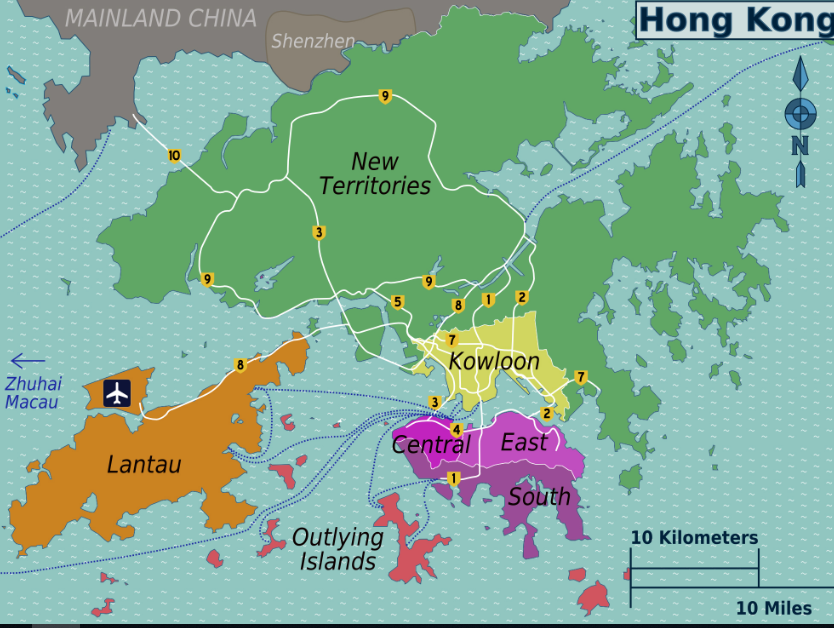 MAINLAND CHINA
Hong Kong
Shenzhen
9
10
New
Territories
N
3
9
9
5
8
1
2
7
Kowloon
8
7
Zhuhai
Macau
3
2
4
Central
East
Lantau
1
South
Outlying
Islands
10 Kilometers
10 Miles